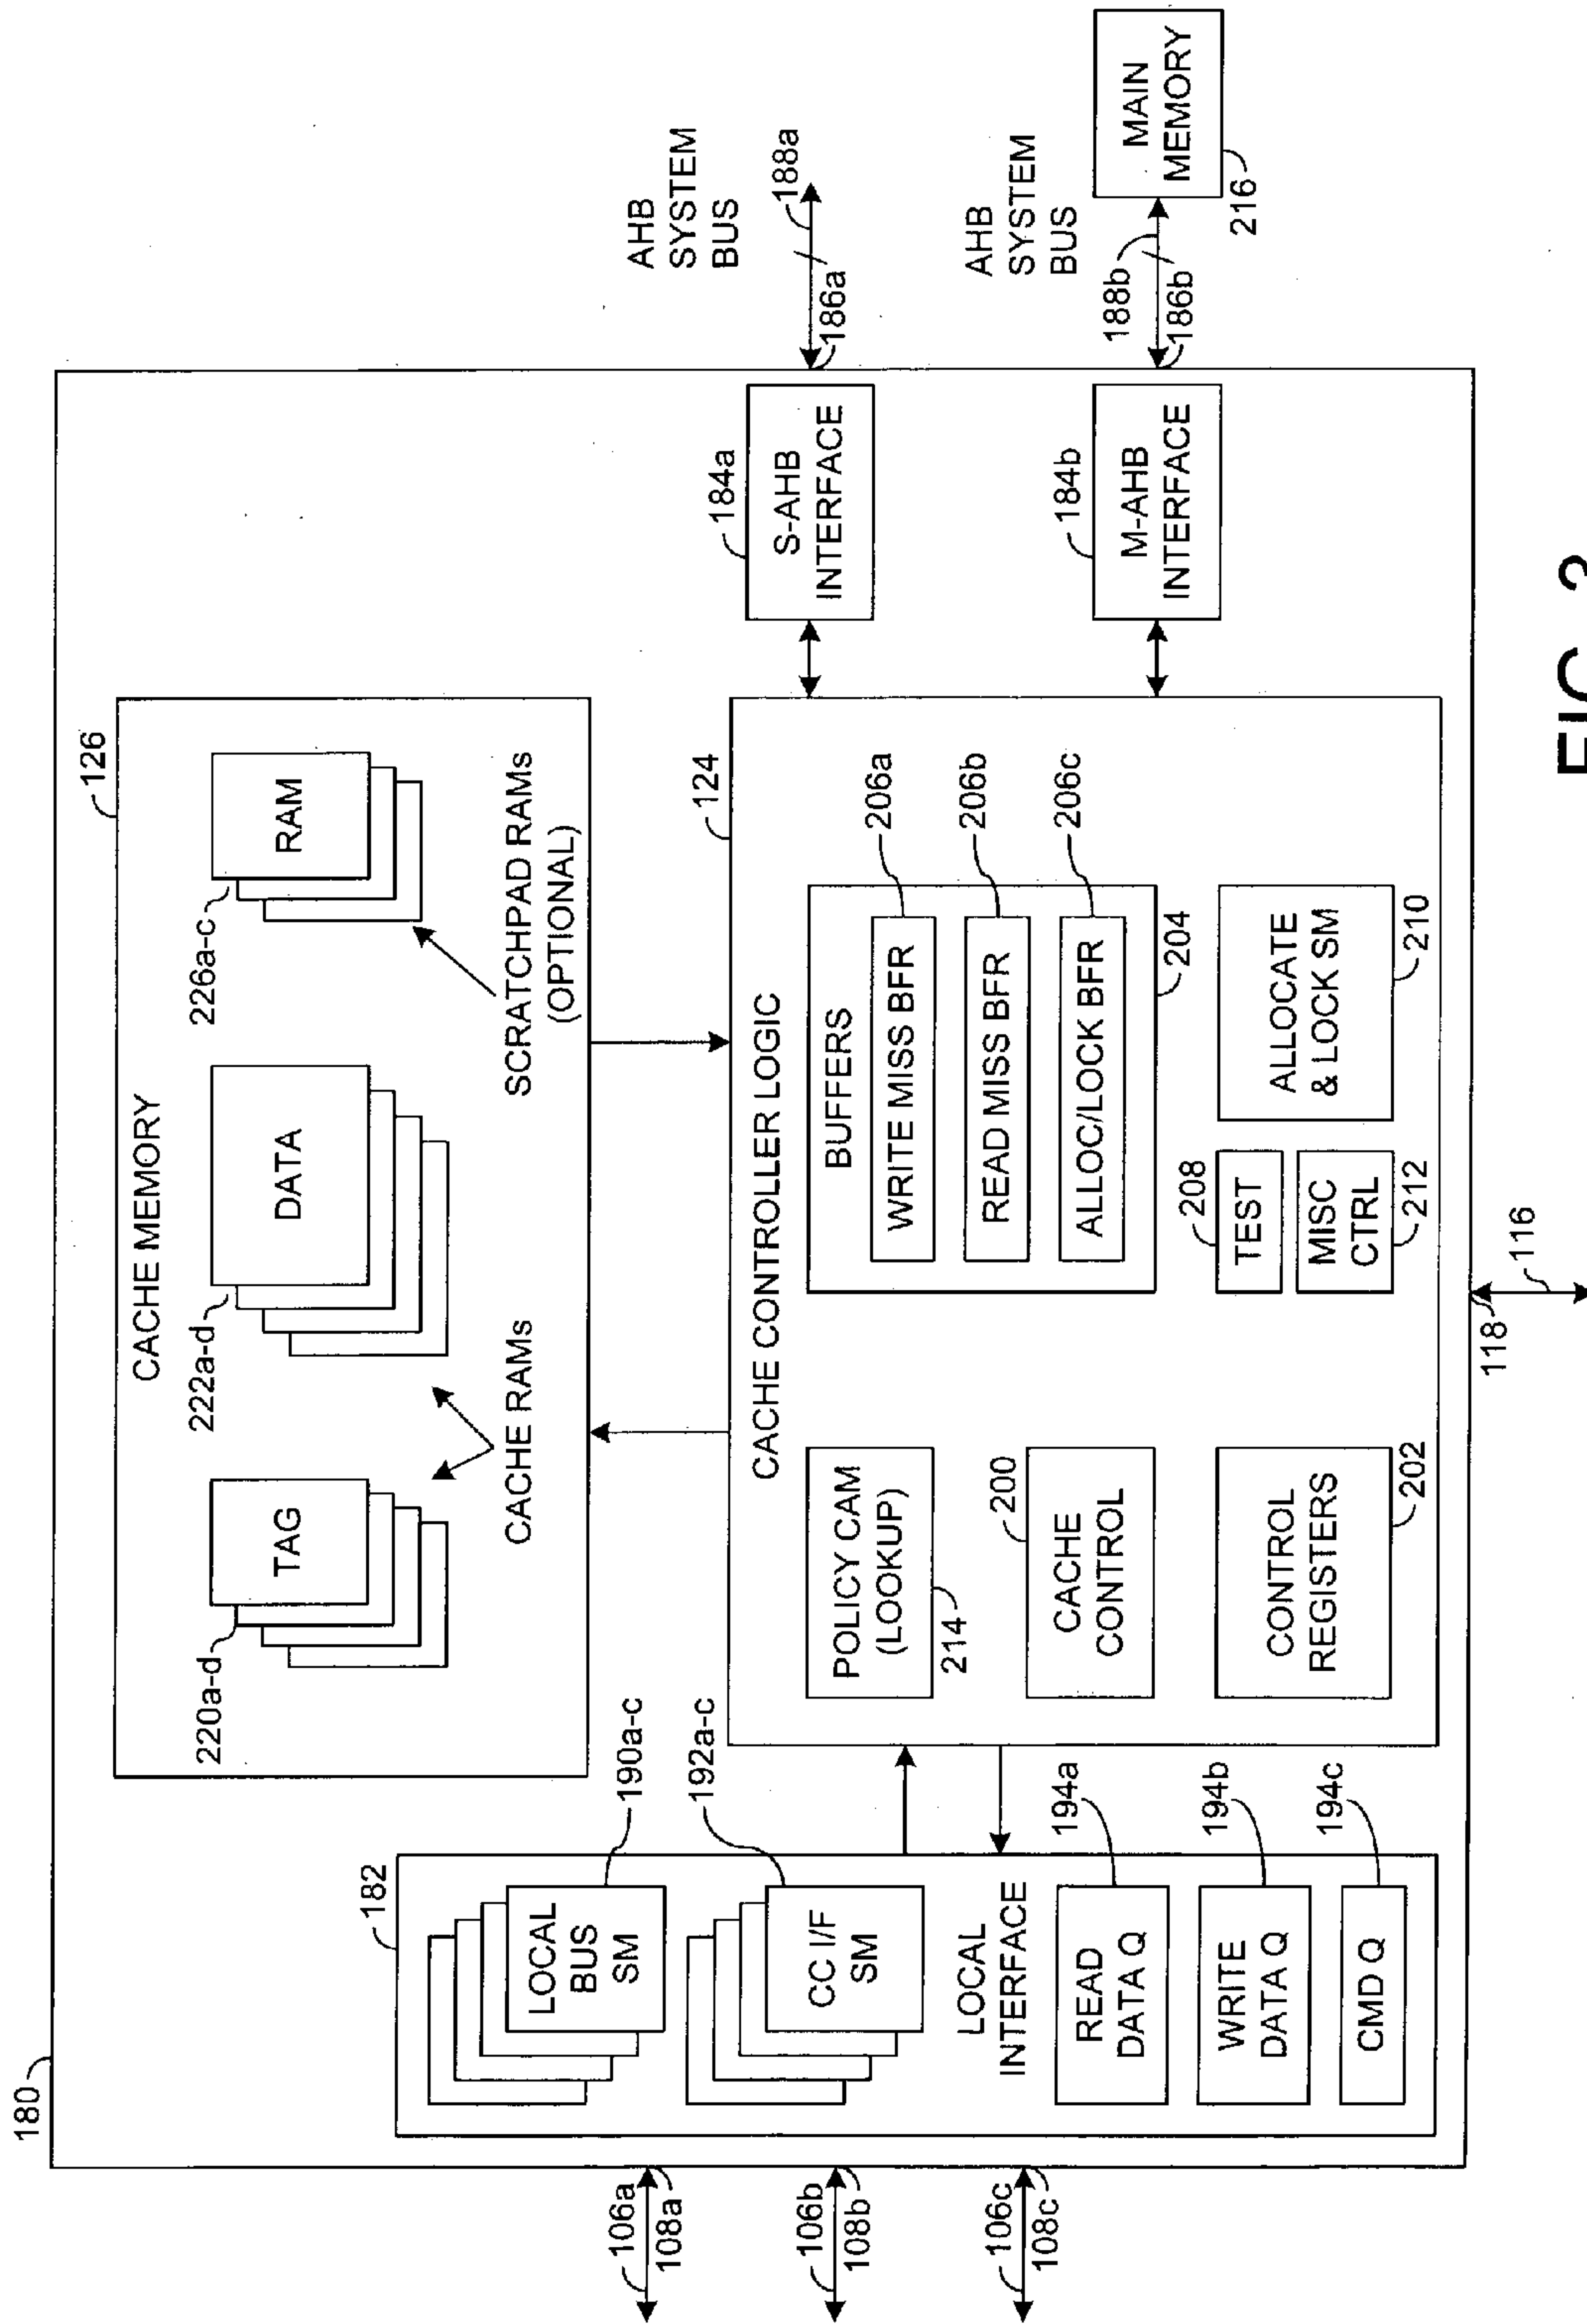 180
106a
108a
106b
108b
106c
108c
182
LOCAL
BUS
SM
190a-c
CC I/F
SM
192a-c
LOCAL
INTERFACE
READ
DATA Q
194a
WRITE
DATA Q
194b
CMD Q
194c
CACHE MEMORY
126
220a-d
TAG
222a-d
DATA
226a-c
RAM
CACHE RAMs
SCRATCHPAD RAMs
(OPTIONAL)
CACHE CONTROLLER LOGIC
124
POLICY CAM
(LOOKUP)
214
200
CACHE
CONTROL
CONTROL
REGISTERS
202
BUFFERS
WRITE MISS BFR
206a
READ MISS BFR
206b
ALLOC/LOCK BFR
206c
204
208
TEST
MISC
CTRL
212
ALLOCATE
& LOCK SM
210
118
116
184a
S-AHB
INTERFACE
186a
188a
AHB
SYSTEM
BUS
184b
M-AHB
INTERFACE
186b
188b
AHB
SYSTEM
BUS
MAIN
MEMORY
216